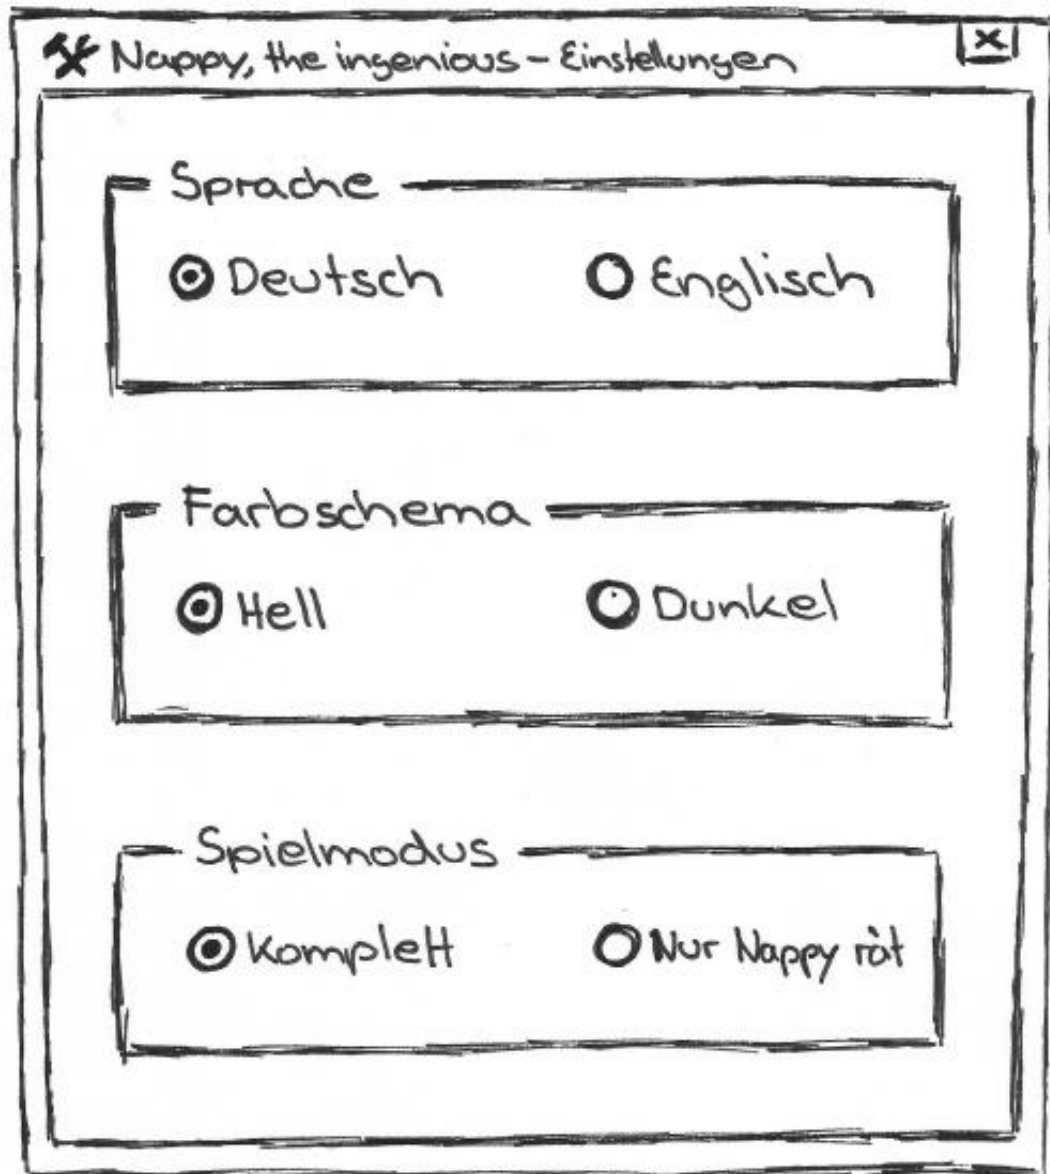 Nappy, the ingenious - Einstellungen
Sprache
Deutsch Englisch
Farbschema
Hell Dunkel
Spielmodus
Komplett Nur Nappy rät